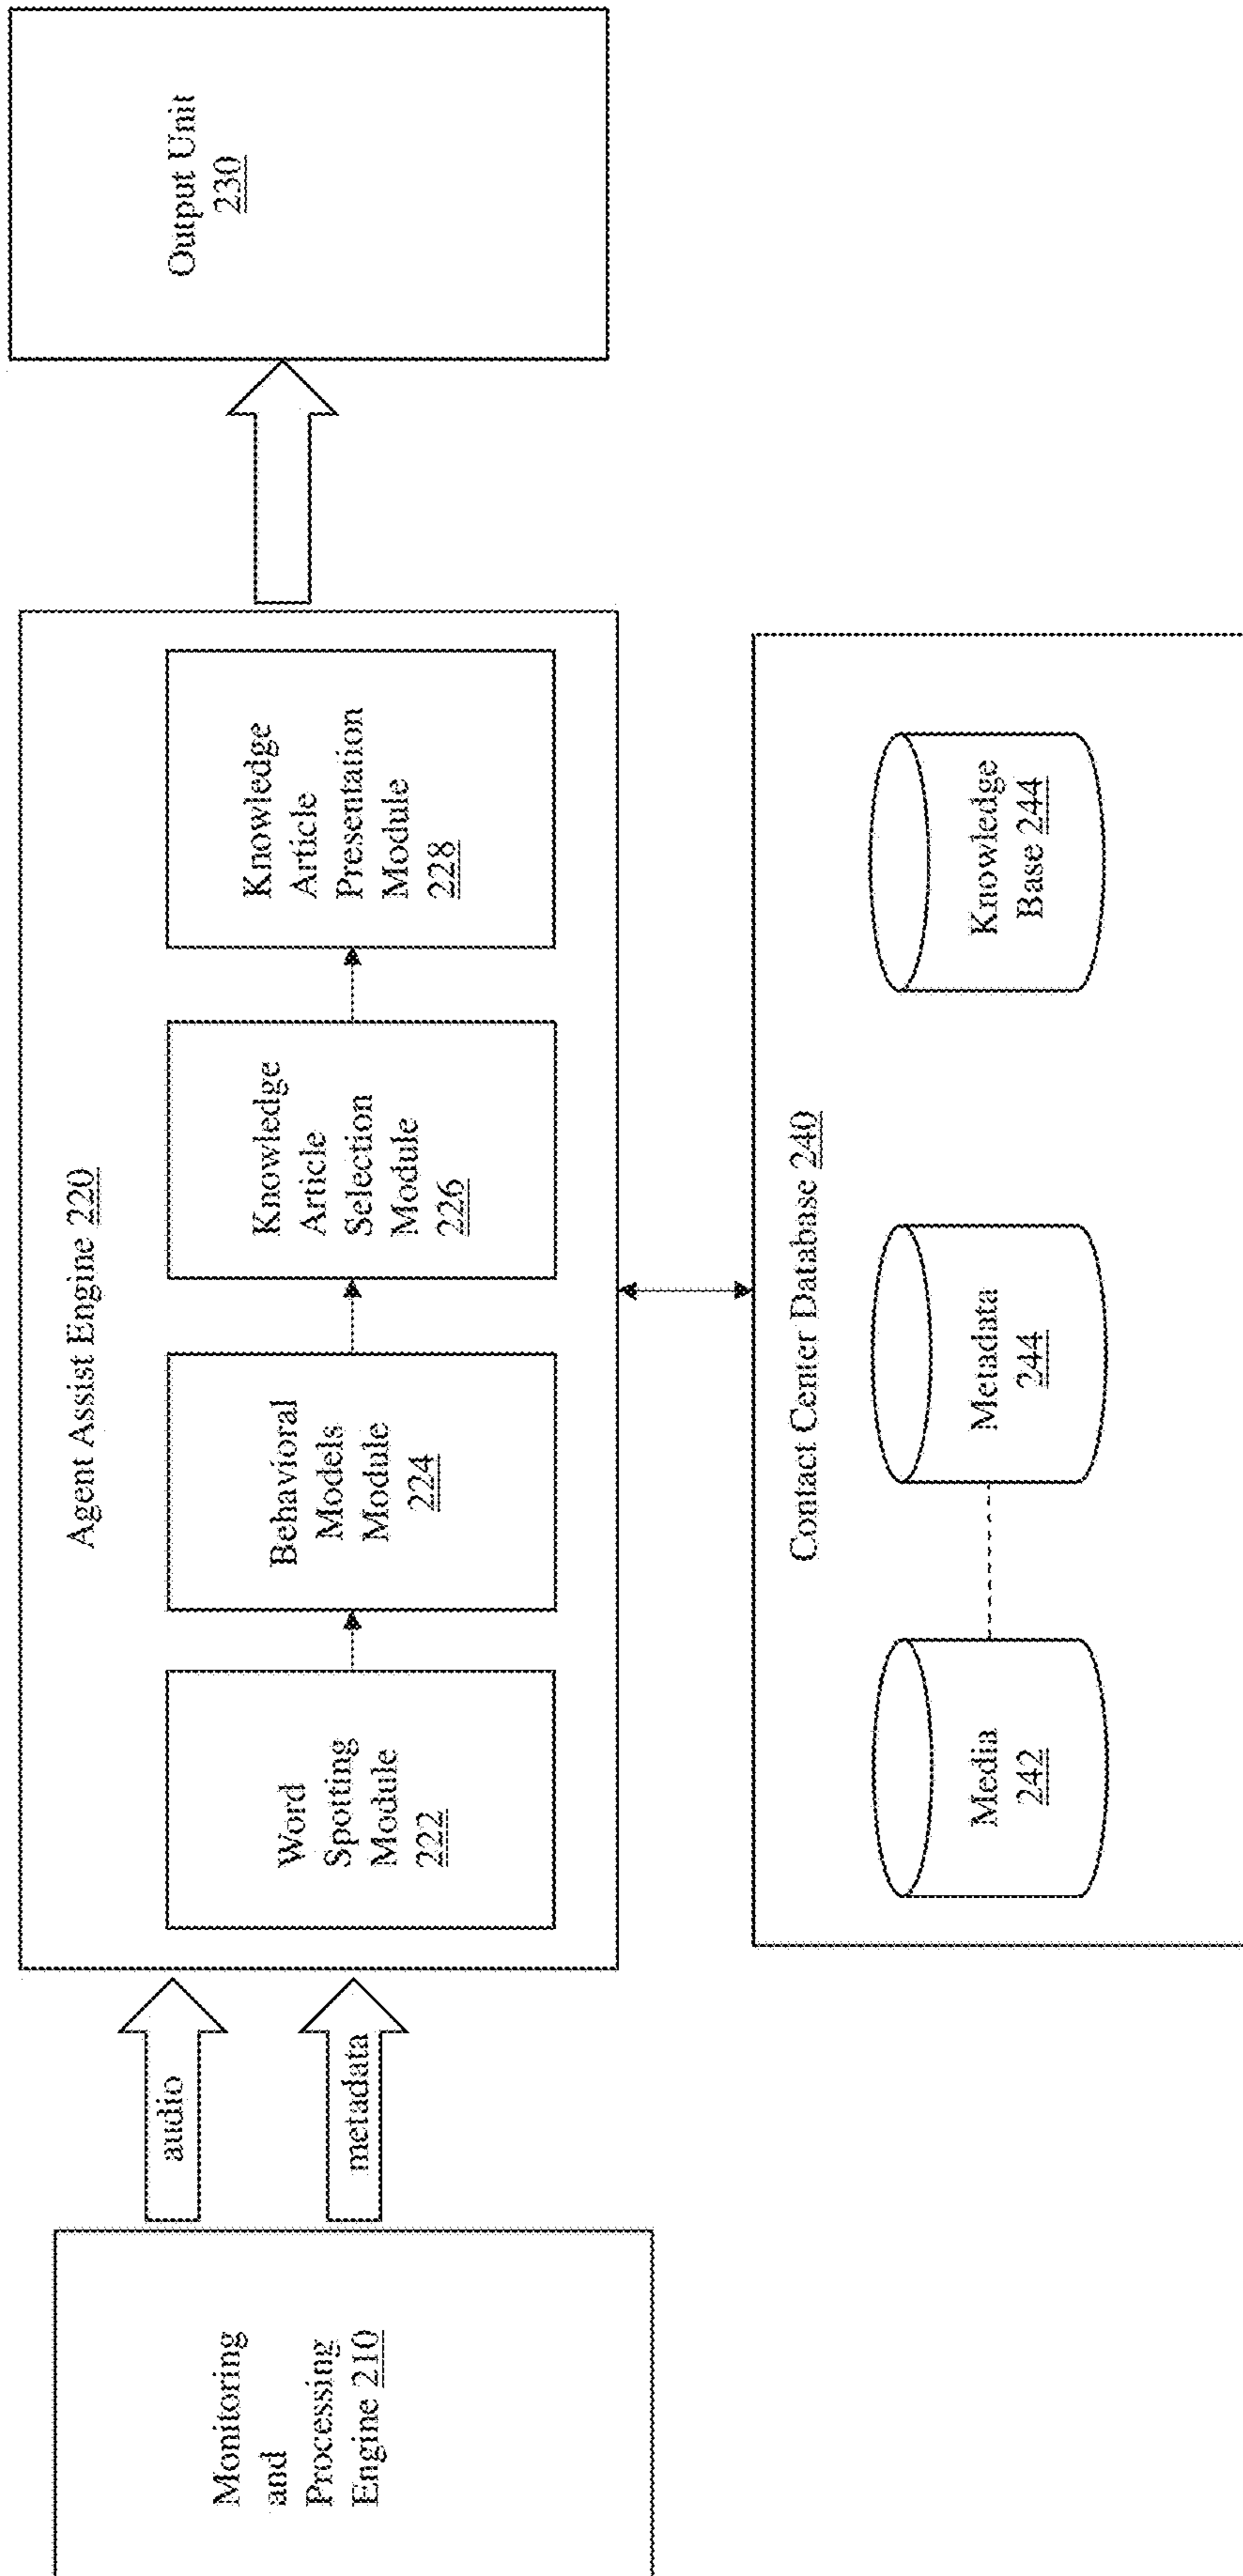 Monitoring
and
Processing
Engine 210
audio
metadata
Agent Assist Engine 220
Word
Spotting
Module
222
Behavioral
Models
Module
224
Knowledge
Article
Selection
Module
226
Knowledge
Article
Presentation
Module
228
Output Unit
230
Contact Center Database 240
Media
242
Metadata
244
Knowledge
Base 244